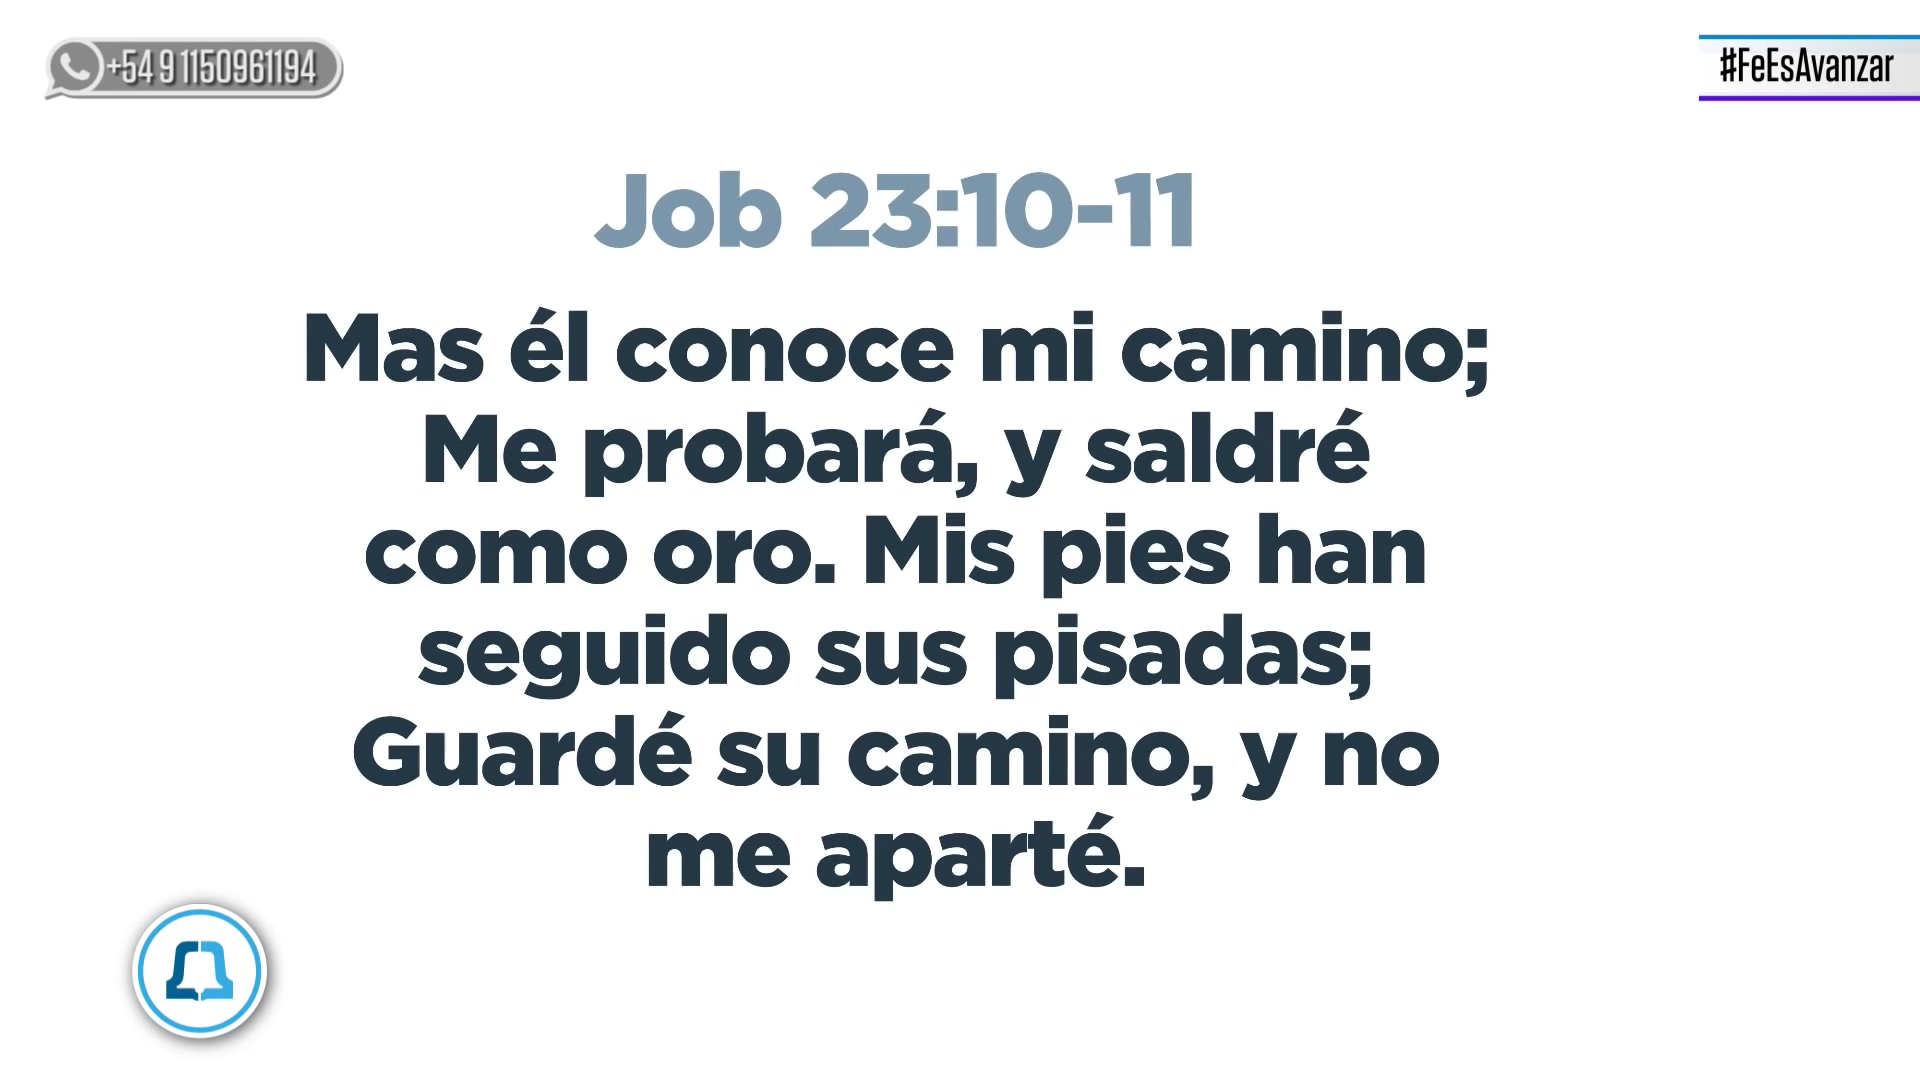 +54 9 1150961194
#FeEsAvanzar
Job 23:10-11
Mas él conoce mi camino;
Me probará, y saldré
como oro. Mis pies han
seguido sus pisadas;
Guardé su camino, y no
me aparté.